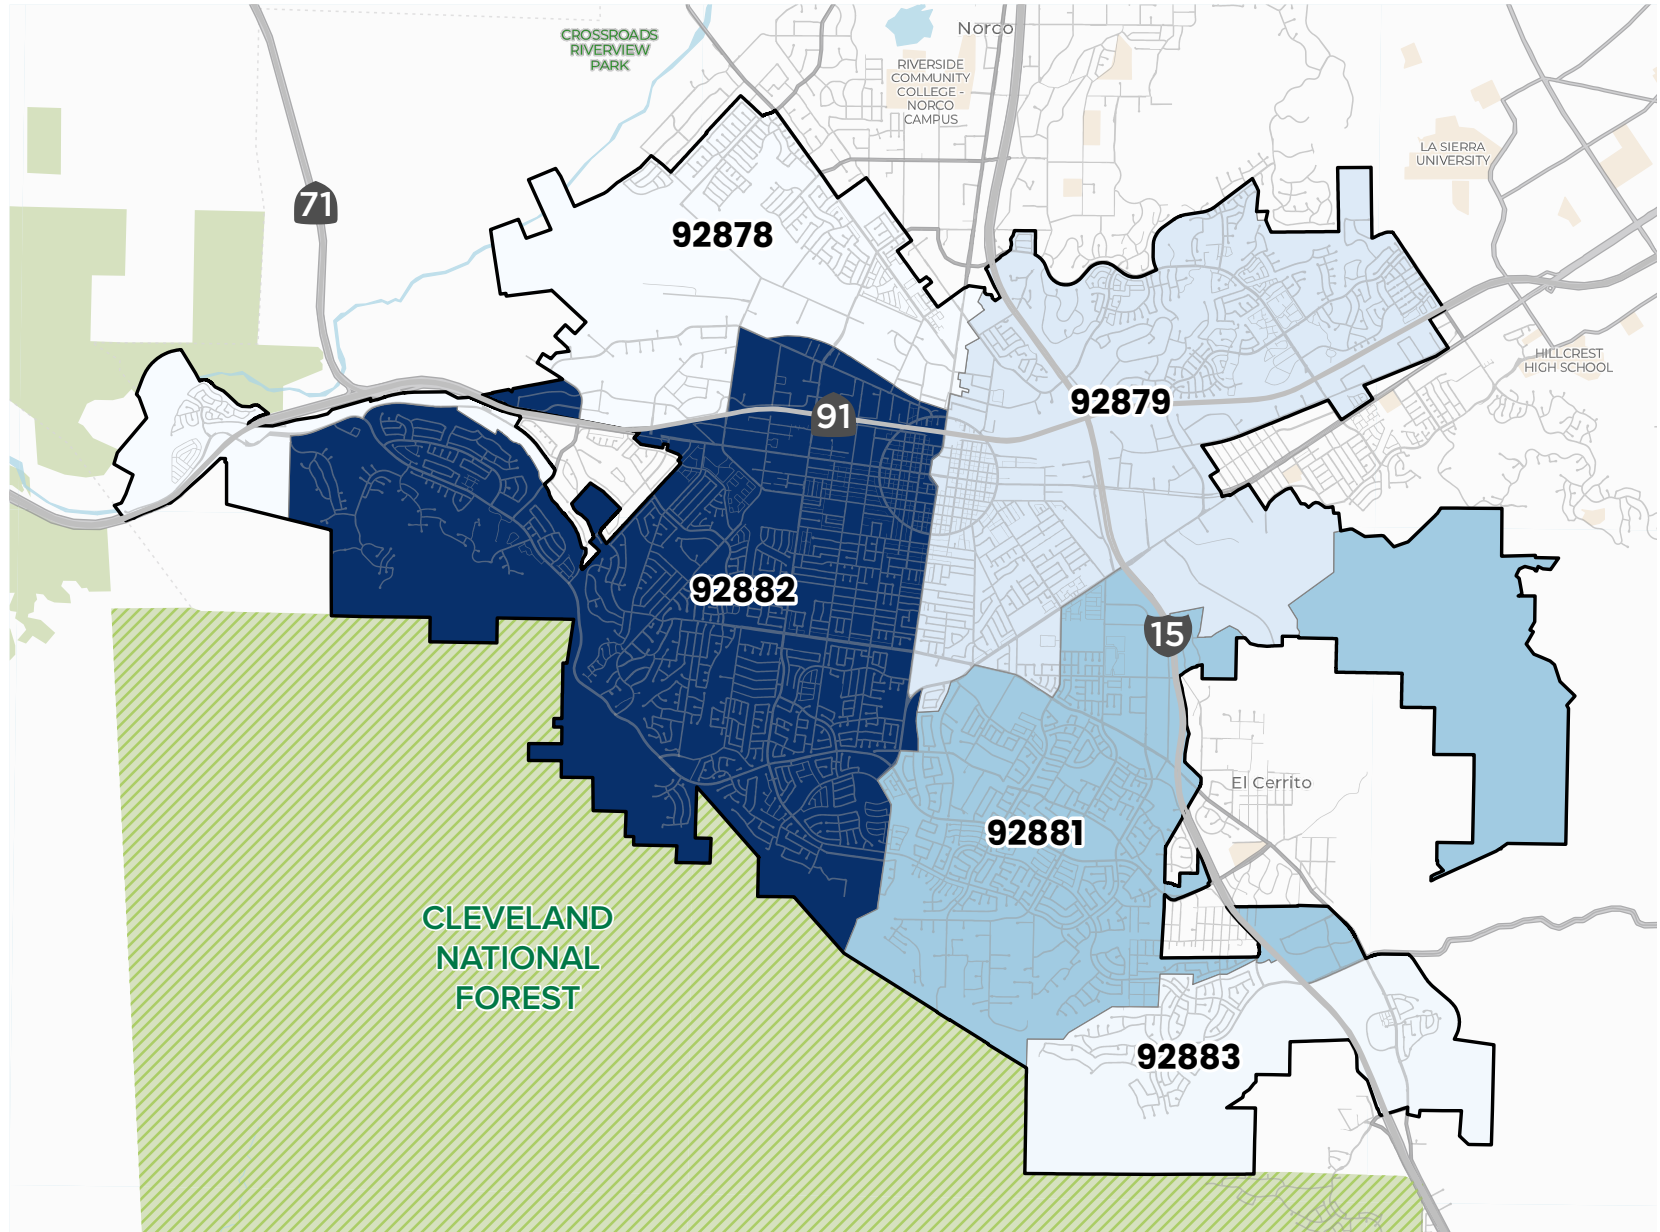 CROSSROADS
RIVERVIEW
PARK
Norco
RIVERSIDE
COMMUNITY
COLLEGE -
NORCO
CAMPUS
LA SIERRA
UNIVERSITY
71
92878
HILLCREST
HIGH SCHOOL
92879
91
92882
15
El Cerrito
92881
CLEVELAND
NATIONAL
FOREST
92883